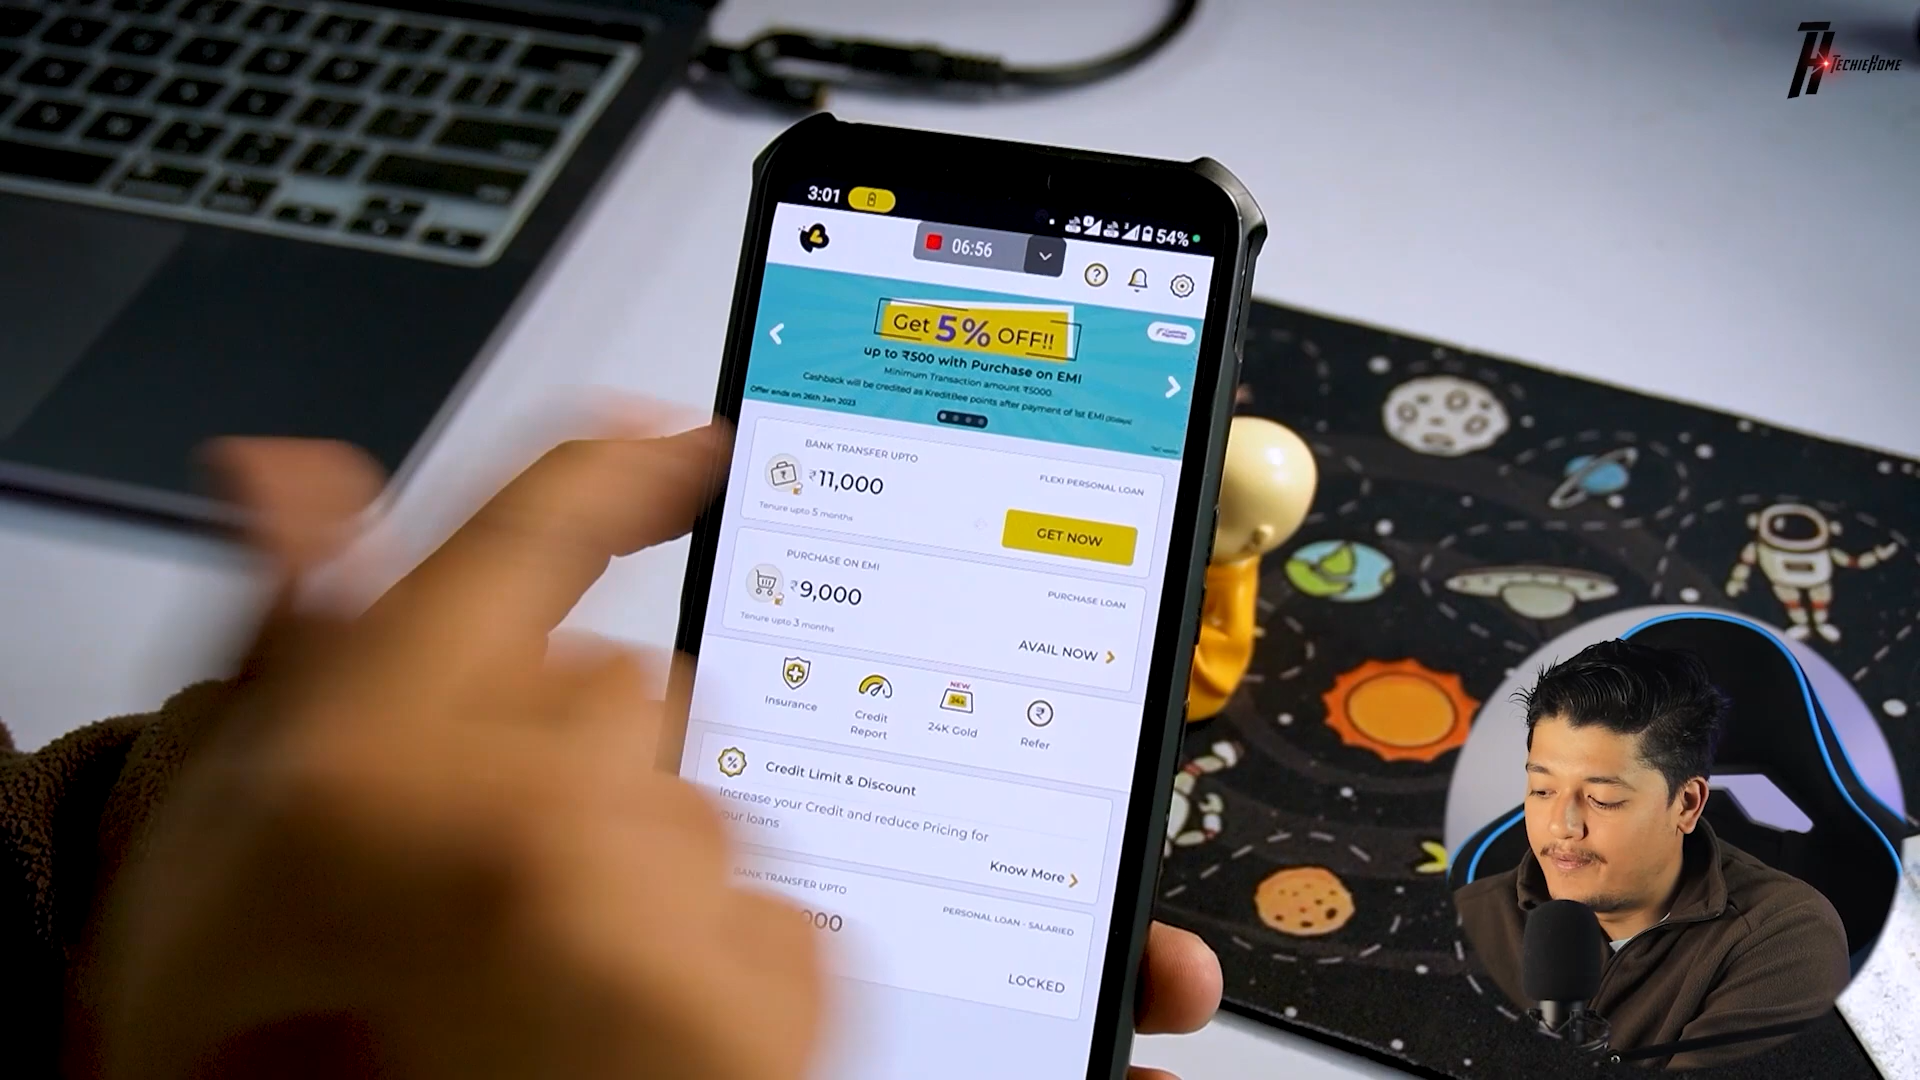 TECHIEHOME
3:01
54%
06:56
Get 5% OFF!!
up to ₹500 with Purchase on EMI
Minimum Transaction amount ₹5000
Cashback will be credited as KreditBee points after payment of 1st EMI
Offer ends on 26th Jan 2023
BANK TRANSFER UPTO
₹11,000
Tenure upto 5 months
FLEXI PERSONAL LOAN
GET NOW
PURCHASE ON EMI
₹9,000
Tenure upto 3 months
PURCHASE LOAN
AVAIL NOW
Insurance
Credit
Report
NEW
24K
24K Gold
Refer
Credit Limit & Discount
Increase your Credit and reduce Pricing for
your loans
Know More
BANK TRANSFER UPTO
000
PERSONAL LOAN - SALARIED
LOCKED